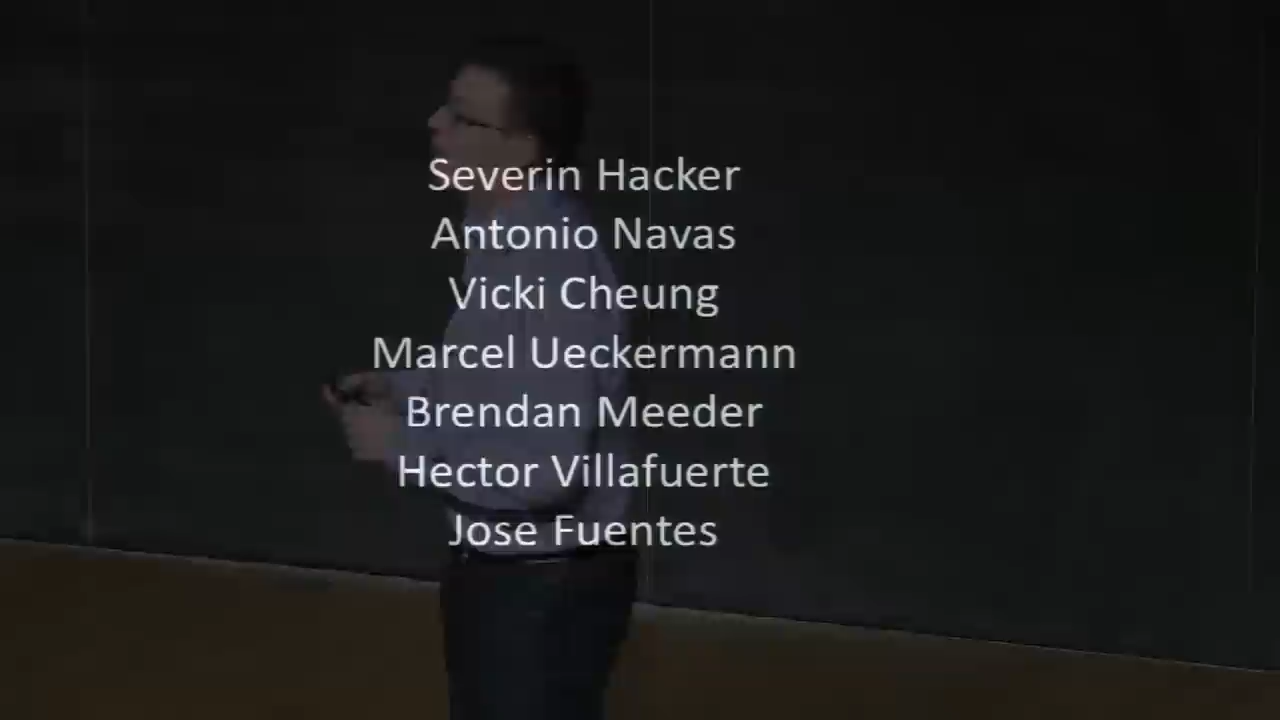 Severin Hacker
Antonio Navas
Vicki Cheung
Marcel Ueckermann
Brendan Meeder
Hector Villafuerte
Jose Fuentes